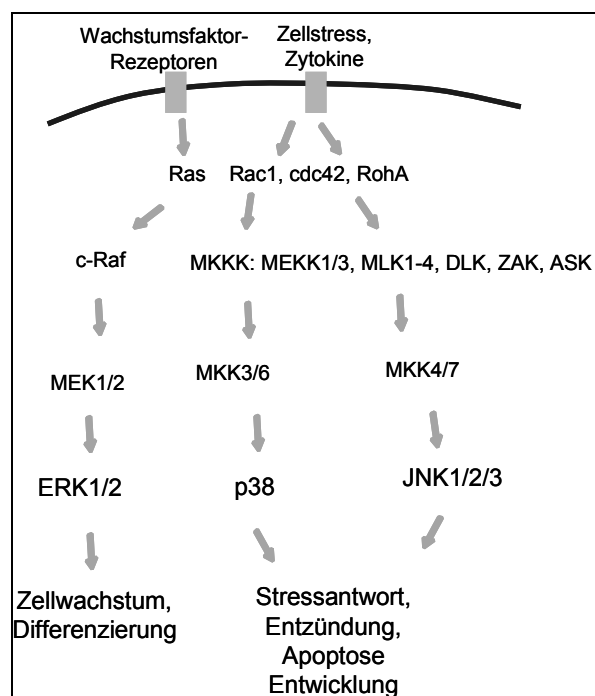 Wachstumsfaktor-
Rezeptoren
Zellstress,
Zytokine
Ras
Rac1, cdc42, RohA
c-Raf
MKKK: MEKK1/3, MLK1-4, DLK, ZAK, ASK
MEK1/2
MKK3/6
MKK4/7
ERK1/2
p38
JNK1/2/3
Zellwachstum,
Differenzierung
Stressantwort,
Entzündung,
Apoptose
Entwicklung